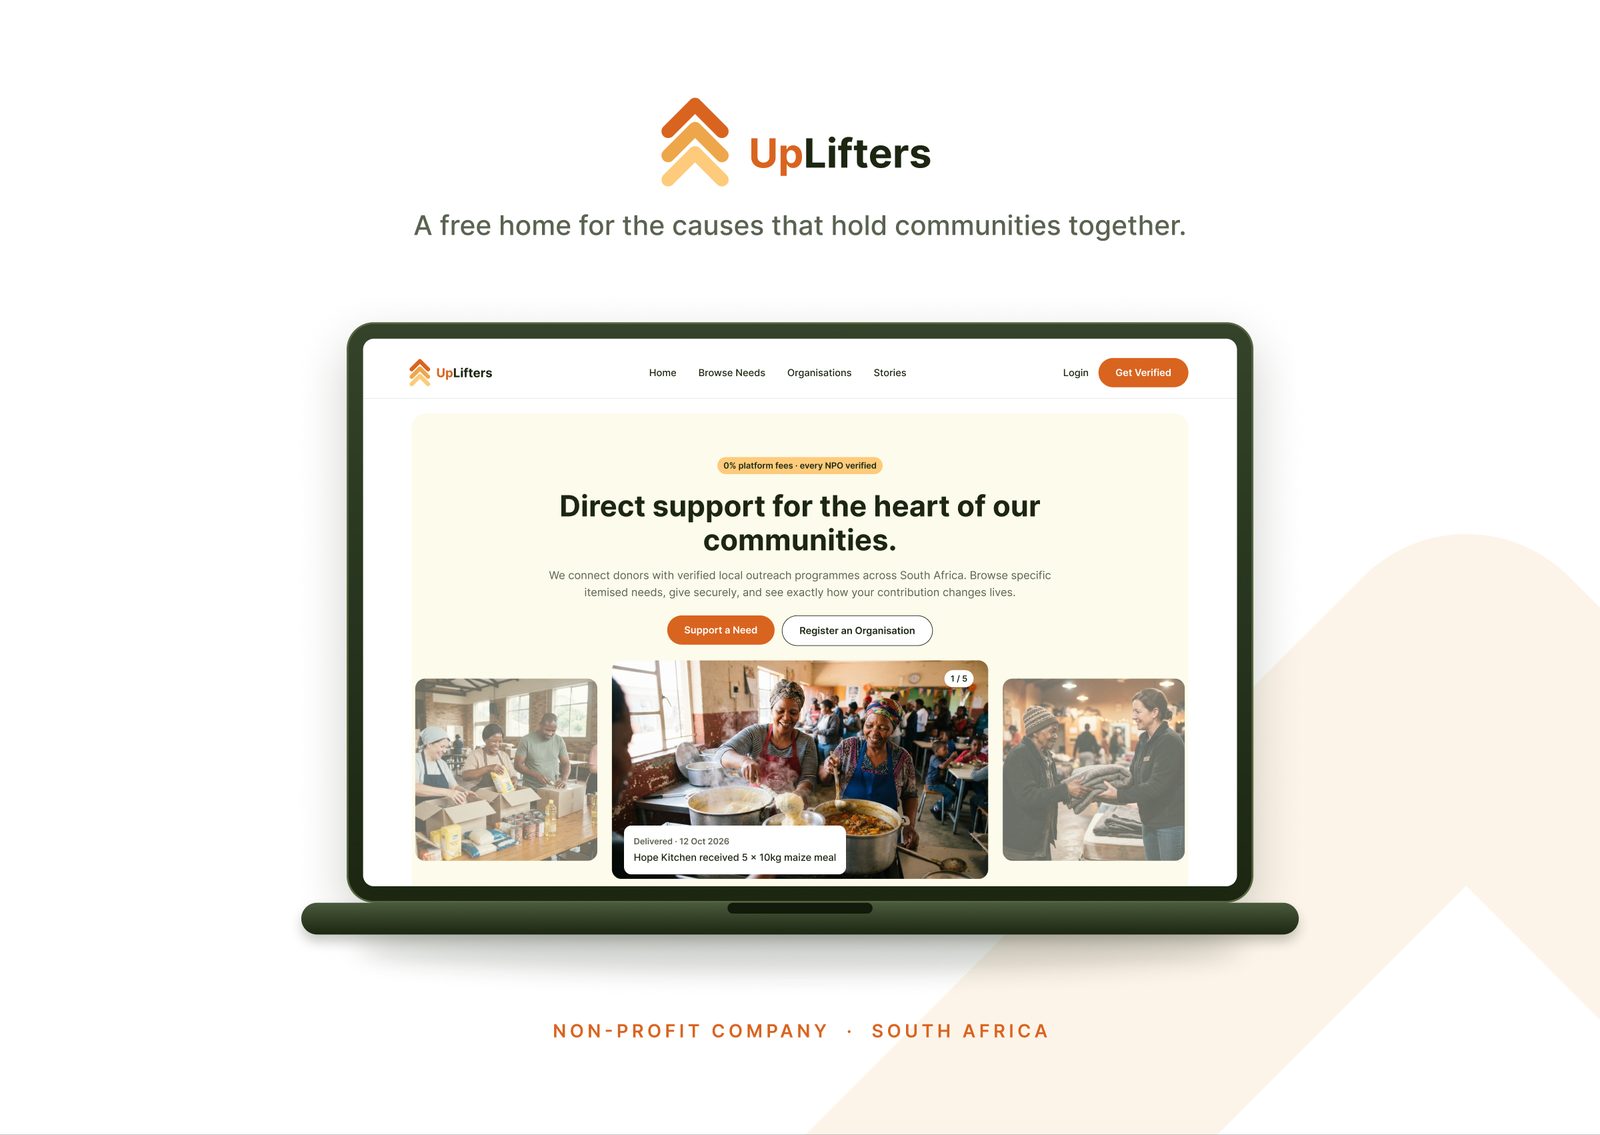 UpLifters
A free home for the causes that hold communities together.
UpLifters
Home Browse Needs Organisations Stories Login Get Verified
0% platform fees · every NPO verified
Direct support for the heart of our
communities.
We connect donors with verified local outreach programmes across South Africa. Browse specific
itemised needs, give securely, and see exactly how your contribution changes lives.
Support a Need Register an Organisation
1 / 5
Delivered · 12 Oct 2026
Hope Kitchen received 5 × 10kg maize meal
NON-PROFIT COMPANY · SOUTH AFRICA